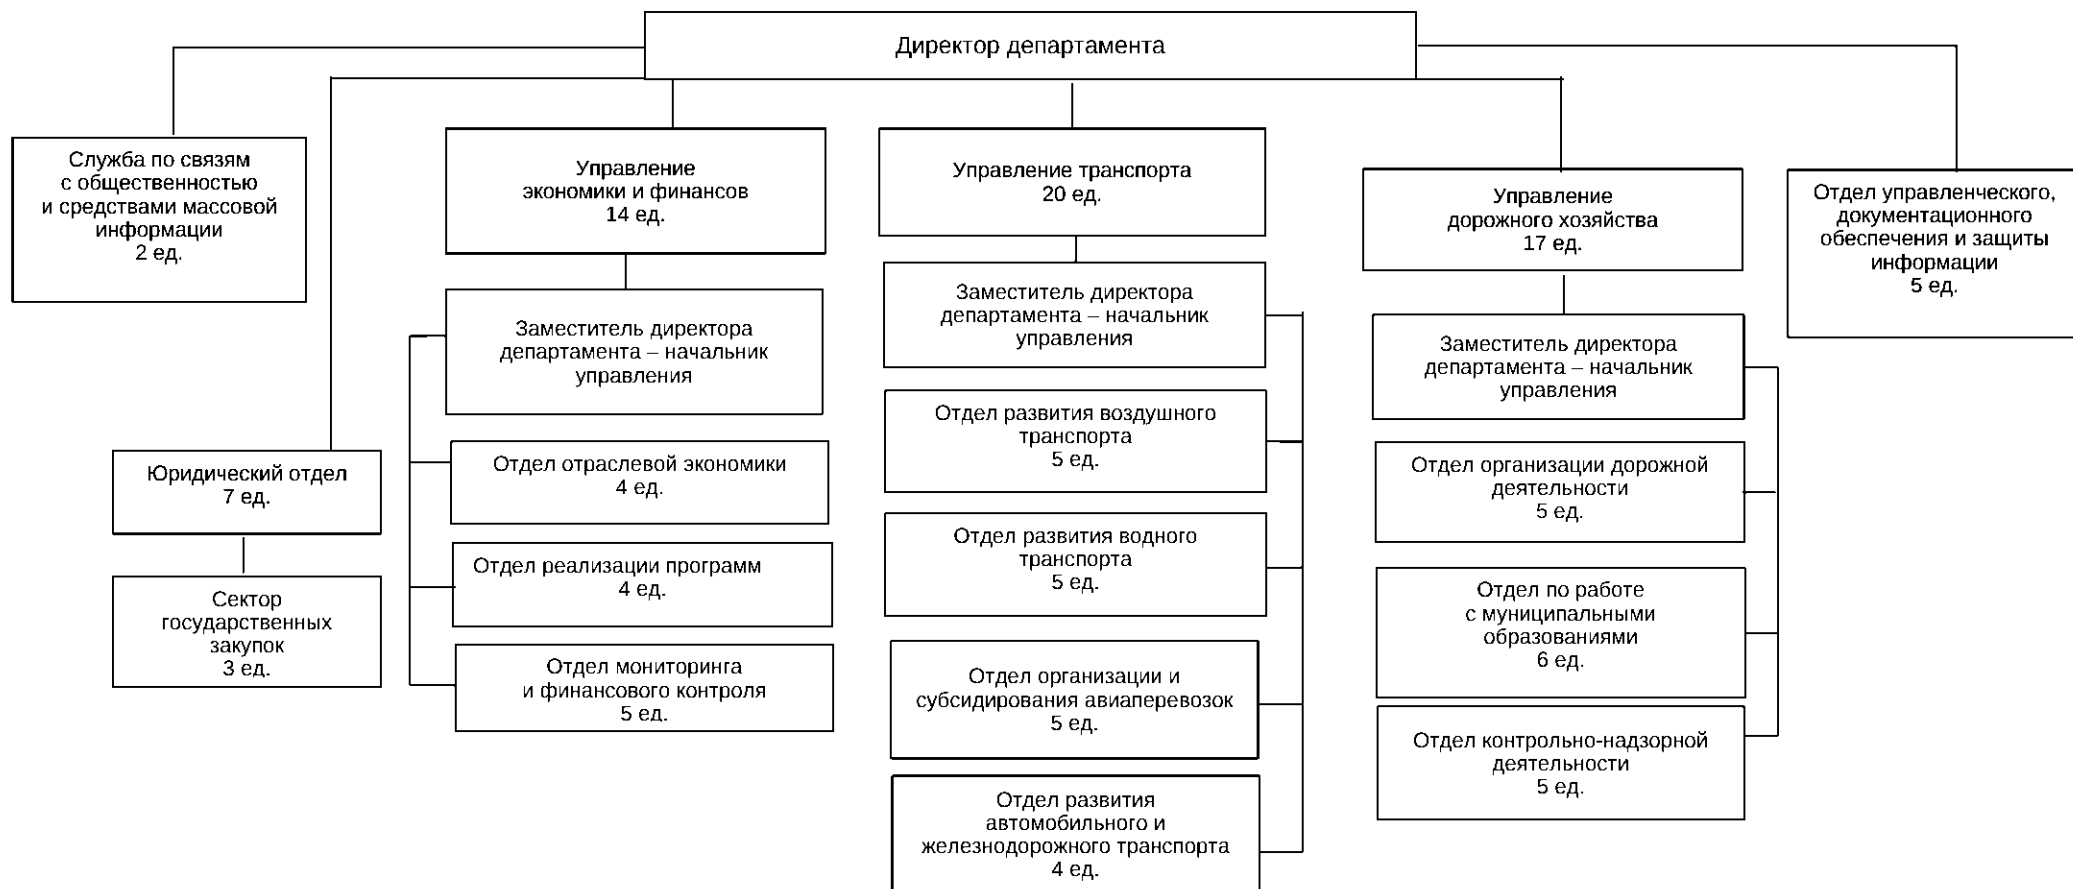 Директор департамента
Служба по связям
с общественностью
и средствами массовой
информации
2 ед.
Управление
экономики и финансов
14 ед.
Управление транспорта
20 ед.
Управление
дорожного хозяйства
17 ед.
Отдел управленческого,
документационного
обеспечения и защиты
информации
5 ед.
Юридический отдел
7 ед.
Сектор
государственных
закупок
3 ед.
Заместитель директора
департамента – начальник
управления
Отдел отраслевой экономики
4 ед.
Отдел реализации программ
4 ед.
Отдел мониторинга
и финансового контроля
5 ед.
Заместитель директора
департамента – начальник
управления
Отдел развития воздушного
транспорта
5 ед.
Отдел развития водного
транспорта
5 ед.
Отдел организации и
субсидирования авиаперевозок
5 ед.
Отдел развития
автомобильного и
железнодорожного транспорта
4 ед.
Заместитель директора
департамента – начальник
управления
Отдел организации дорожной
деятельности
5 ед.
Отдел по работе
с муниципальными
образованиями
6 ед.
Отдел контрольно-надзорной
деятельности
5 ед.